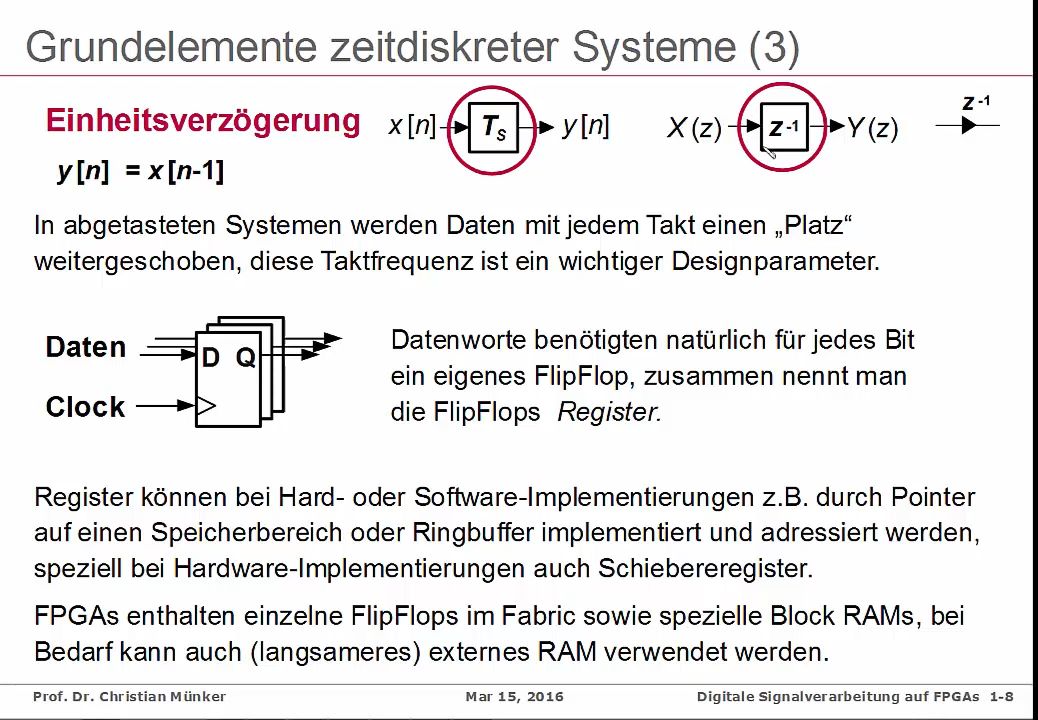 Grundelemente zeitdiskreter Systeme (3)
Einheitsverzögerung x[n] Ts y[n] X(z) z-1 Y(z) z-1
y[n] = x[n-1]
In abgetasteten Systemen werden Daten mit jedem Takt einen „Platz“
weitergeschoben, diese Taktfrequenz ist ein wichtiger Designparameter.
Daten
D Q
Clock
Datenworte benötigten natürlich für jedes Bit
ein eigenes FlipFlop, zusammen nennt man
die FlipFlops Register.
Register können bei Hard- oder Software-Implementierungen z.B. durch Pointer
auf einen Speicherbereich oder Ringbuffer implementiert und adressiert werden,
speziell bei Hardware-Implementierungen auch Schiebereregister.
FPGAs enthalten einzelne FlipFlops im Fabric sowie spezielle Block RAMs, bei
Bedarf kann auch (langsameres) externes RAM verwendet werden.
Prof. Dr. Christian Münker Mar 15, 2016 Digitale Signalverarbeitung auf FPGAs 1-8